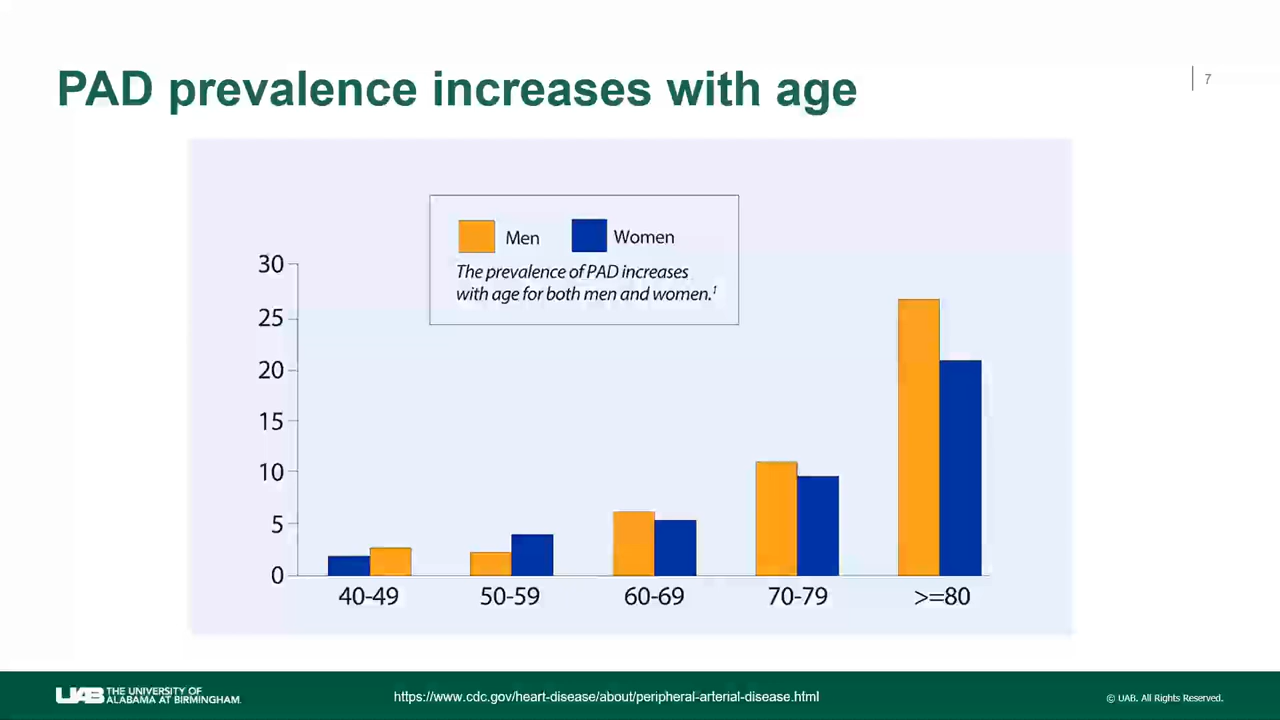 PAD prevalence increases with age
7
Men
Women
The prevalence of PAD increases
with age for both men and women.¹
30
25
20
15
10
5
0
40-49
50-59
60-69
70-79
>=80
UAB THE UNIVERSITY OF
ALABAMA AT BIRMINGHAM.
https://www.cdc.gov/heart-disease/about/peripheral-arterial-disease.html
© UAB. All Rights Reserved.